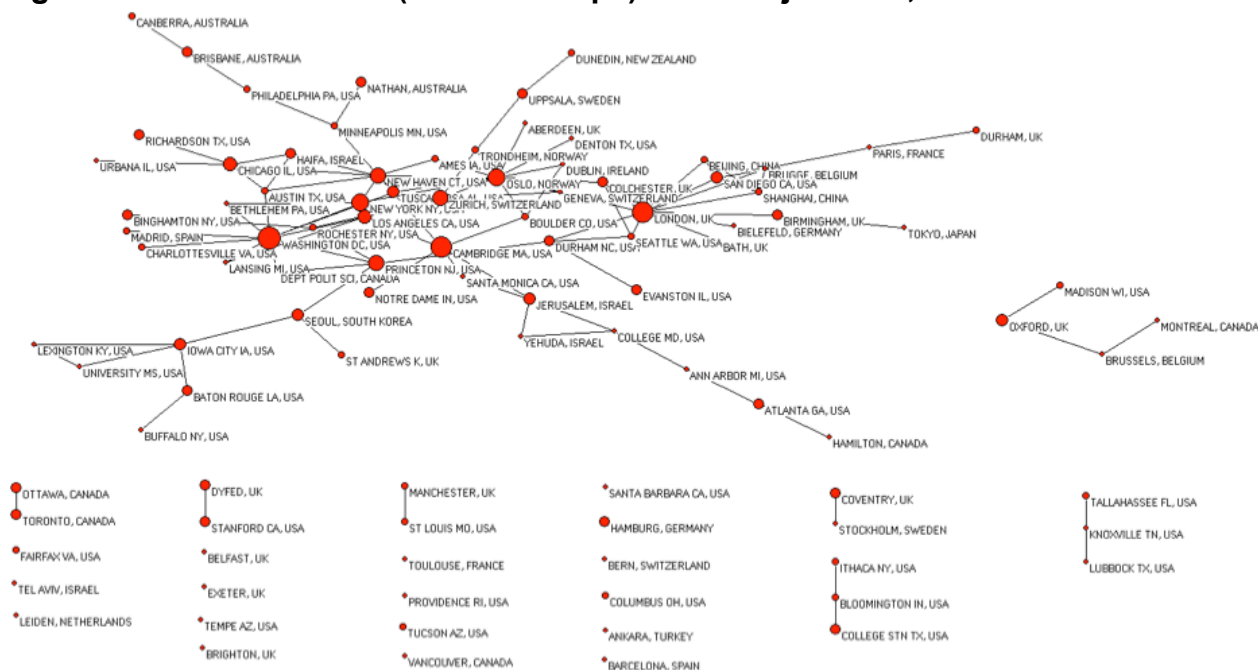 CANBERRA, AUSTRALIA
BRISBANE, AUSTRALIA
DUNEDIN, NEW ZEALAND
PHILADELPHIA PA, USA
NATHAN, AUSTRALIA
UPPSALA, SWEDEN
MINNEAPOLIS MN, USA
ABERDEEN, UK
RICHARDSON TX, USA
DENTON TX, USA
DURHAM, UK
URBANA IL, USA
HAIFA, ISRAEL
CHICAGO IL, USA
AMES IA, USA
TRONDHEIM, NORWAY
DUBLIN, IRELAND
BEIJING, CHINA
PARIS, FRANCE
BRUGGE, BELGIUM
NEW HAVEN CT, USA
OSLO, NORWAY
COLCHESTER, UK
SAN DIEGO CA, USA
AUSTIN TX, USA
GENEVA, SWITZERLAND
SHANGHAI, CHINA
BETHLEHEM PA, USA
NEW YORK NY, USA
ZURICH, SWITZERLAND
BINGHAMTON NY, USA
LOS ANGELES CA, USA
BOULDER CO, USA
LONDON, UK
BIRMINGHAM, UK
MADRID, SPAIN
ROCHESTER NY, USA
BIELEFELD, GERMANY
TOKYO, JAPAN
CHARLOTTESVILLE VA, USA
WASHINGTON DC, USA
CAMBRIDGE MA, USA
DURHAM NC, USA
SEATTLE WA, USA
BATH, UK
LANSING MI, USA
PRINCETON NJ, USA
DEPT POLIT SCI, CANADA
SANTA MONICA CA, USA
NOTRE DAME IN, USA
JERUSALEM, ISRAEL
EVANSTON IL, USA
MADISON WI, USA
SEOUL, SOUTH KOREA
OXFORD, UK
MONTREAL, CANADA
YEHUDA, ISRAEL
COLLEGE MD, USA
LEXINGTON KY, USA
IOWA CITY IA, USA
ST ANDREWS K, UK
BRUSSELS, BELGIUM
UNIVERSITY MS, USA
ANN ARBOR MI, USA
BATON ROUGE LA, USA
ATLANTA GA, USA
BUFFALO NY, USA
HAMILTON, CANADA
OTTAWA, CANADA
TORONTO, CANADA
FAIRFAX VA, USA
TEL AVIV, ISRAEL
LEIDEN, NETHERLANDS
DYFED, UK
STANFORD CA, USA
BELFAST, UK
EXETER, UK
TEMPE AZ, USA
BRIGHTON, UK
MANCHESTER, UK
ST LOUIS MO, USA
TOULOUSE, FRANCE
PROVIDENCE RI, USA
TUCSON AZ, USA
VANCOUVER, CANADA
SANTA BARBARA CA, USA
HAMBURG, GERMANY
BERN, SWITZERLAND
COLUMBUS OH, USA
ANKARA, TURKEY
BARCELONA, SPAIN
COVENTRY, UK
STOCKHOLM, SWEDEN
ITHACA NY, USA
BLOOMINGTON IN, USA
COLLEGE STN TX, USA
TALLAHASSEE FL, USA
KNOXVILLE TN, USA
LUBBOCK TX, USA